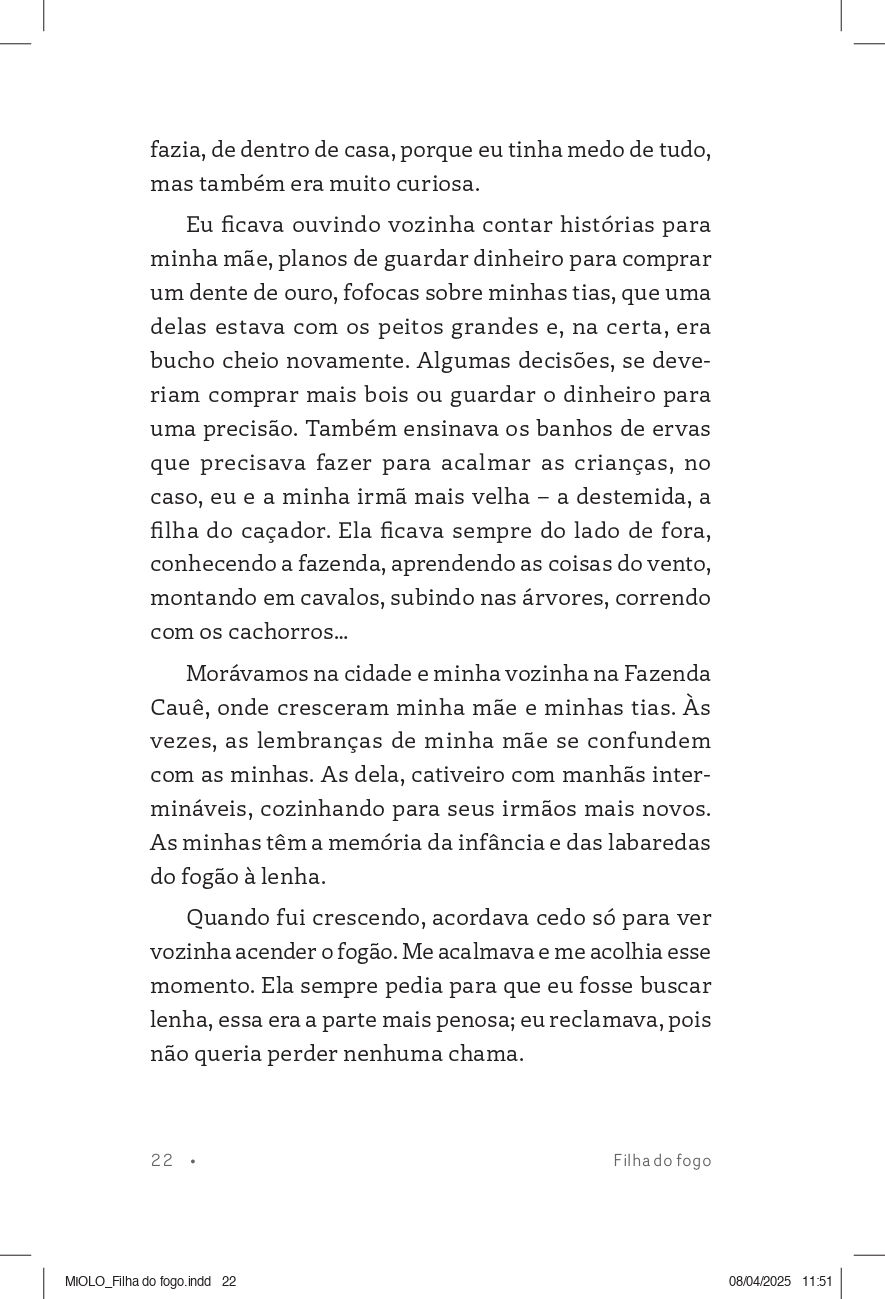 fazia, de dentro de casa, porque eu tinha medo de tudo,
mas também era muito curiosa.
Eu ficava ouvindo vozinha contar histórias para
minha mãe, planos de guardar dinheiro para comprar
um dente de ouro, fofocas sobre minhas tias, que uma
delas estava com os peitos grandes e, na certa, era
bucho cheio novamente. Algumas decisões, se deve-
riam comprar mais bois ou guardar o dinheiro para
uma precisão. Também ensinava os banhos de ervas
que precisava fazer para acalmar as crianças, no
caso, eu e a minha irmã mais velha – a destemida, a
filha do caçador. Ela ficava sempre do lado de fora,
conhecendo a fazenda, aprendendo as coisas do vento,
montando em cavalos, subindo nas árvores, correndo
com os cachorros…
Morávamos na cidade e minha vozinha na Fazenda
Cauê, onde cresceram minha mãe e minhas tias. Às
vezes, as lembranças de minha mãe se confundem
com as minhas. As dela, cativeiro com manhãs inter-
mináveis, cozinhando para seus irmãos mais novos.
As minhas têm a memória da infância e das labaredas
do fogão à lenha.
Quando fui crescendo, acordava cedo só para ver
vozinha acender o fogão. Me acalmava e me acolhia esse
momento. Ela sempre pedia para que eu fosse buscar
lenha, essa era a parte mais penosa; eu reclamava, pois
não queria perder nenhuma chama.
22 • Filha do fogo
MIOLO_Filha do fogo.indd 22 08/04/2025 11:51